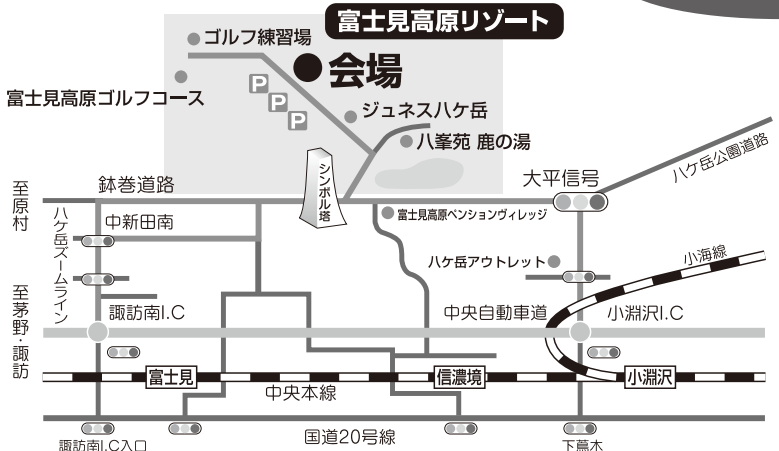 富士見高原リゾート
ゴルフ練習場
会場
富士見高原ゴルフコース
P
P
P
ジュネス八ケ岳
八峯苑 鹿の湯
シンボル塔
大平信号
八ケ岳公園道路
至原村
鉢巻道路
八ケ岳ズームライン
中新田南
富士見高原ペンションヴィレッジ
八ケ岳アウトレット
小海線
至茅野・諏訪
諏訪南I.C
中央自動車道
小淵沢I.C
富士見
信濃境
小淵沢
中央本線
国道20号線
諏訪南I.C入口
下蔦木